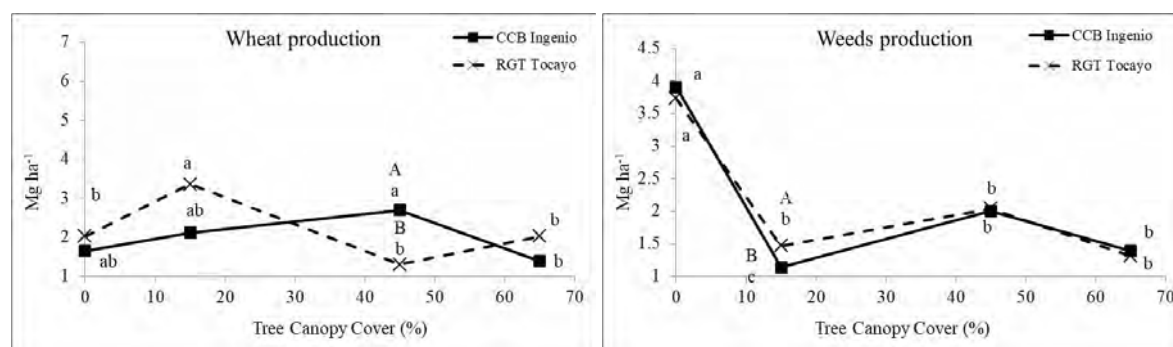 Wheat production
CCB Ingenio
RGT Tocayo
7
6
5
4
3
2
1
Mg ha⁻¹
b
a
ab
ab
A
a
B
b
b
b
0 10 20 30 40 50 60 70
Tree Canopy Cover (%)
Weeds production
CCB Ingenio
RGT Tocayo
4.5
4
3.5
3
2.5
2
1.5
1
Mg ha⁻¹
a
a
A
b
B
c
b
b
b
b
0 10 20 30 40 50 60 70
Tree Canopy Cover (%)